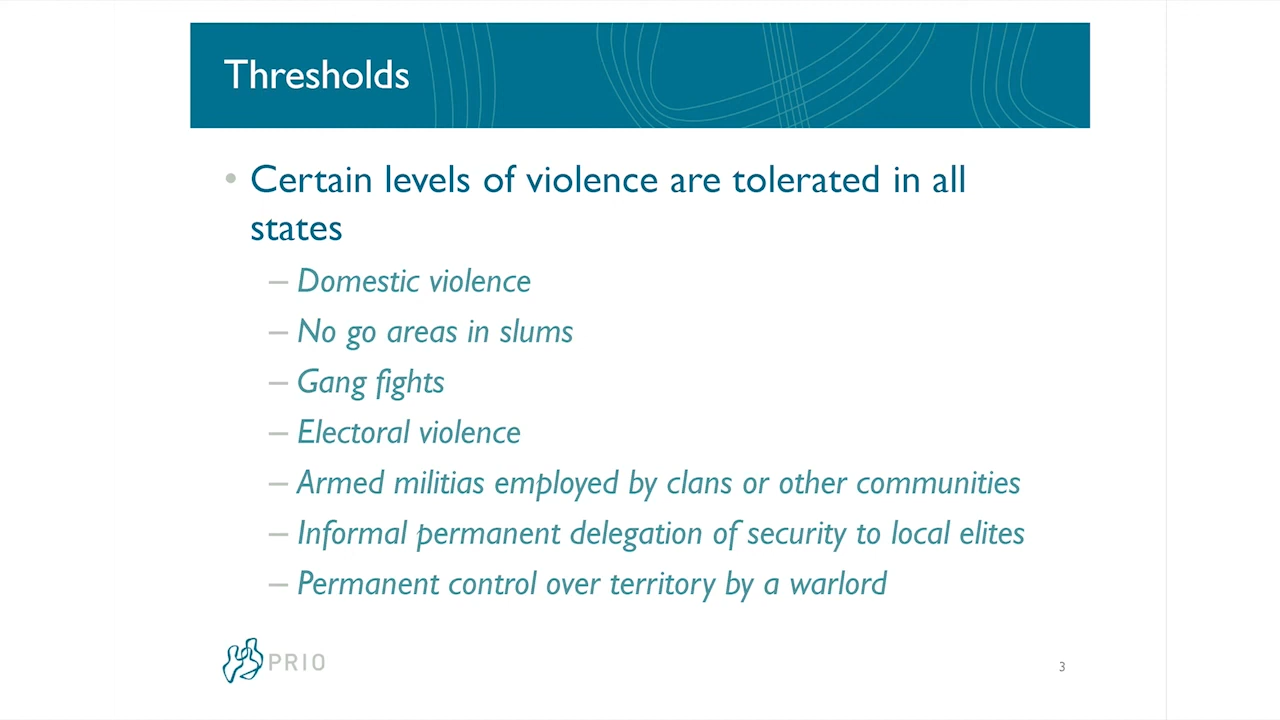 Thresholds
• Certain levels of violence are tolerated in all
states
– Domestic violence
– No go areas in slums
– Gang fights
– Electoral violence
– Armed militias employed by clans or other communities
– Informal permanent delegation of security to local elites
– Permanent control over territory by a warlord
PRIO
3